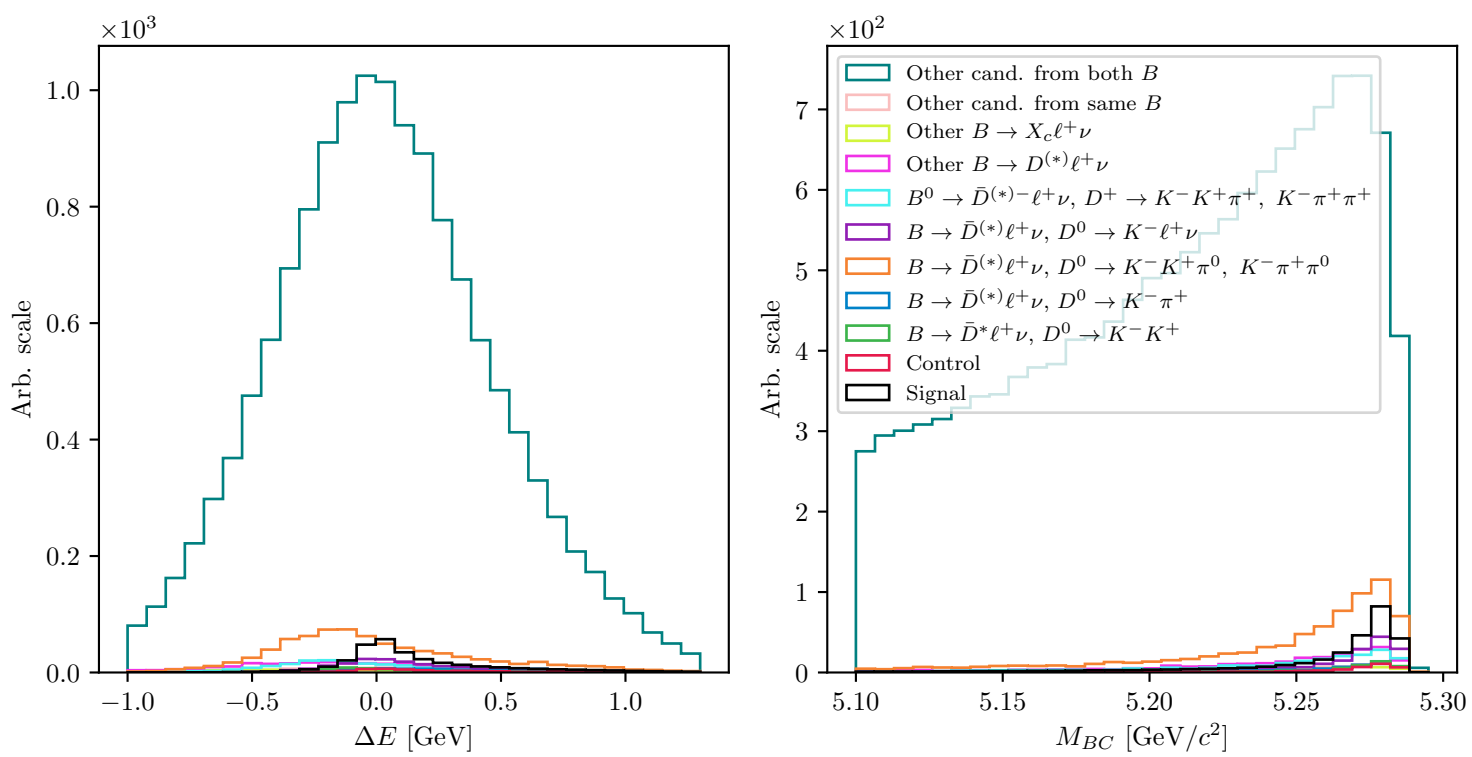 ×10³
Arb. scale
1.0
0.8
0.6
0.4
0.2
0.0
−1.0 −0.5 0.0 0.5 1.0
ΔE [GeV]
×10²
Arb. scale
7
6
5
4
3
2
1
0
5.10 5.15 5.20 5.25 5.30
M_{BC} [GeV/c²]
Other cand. from both B
Other cand. from same B
Other B → X_cℓ⁺ν
Other B → D⁽*⁾ℓ⁺ν
B⁰ → D̄⁽*⁾⁻ℓ⁺ν, D⁺ → K⁻K⁺π⁺, K⁻π⁺π⁺
B → D̄⁽*⁾ℓ⁺ν, D⁰ → K⁻ℓ⁺ν
B → D̄⁽*⁾ℓ⁺ν, D⁰ → K⁻K⁺π⁰, K⁻π⁺π⁰
B → D̄⁽*⁾ℓ⁺ν, D⁰ → K⁻π⁺
B → D̄*ℓ⁺ν, D⁰ → K⁻K⁺
Control
Signal